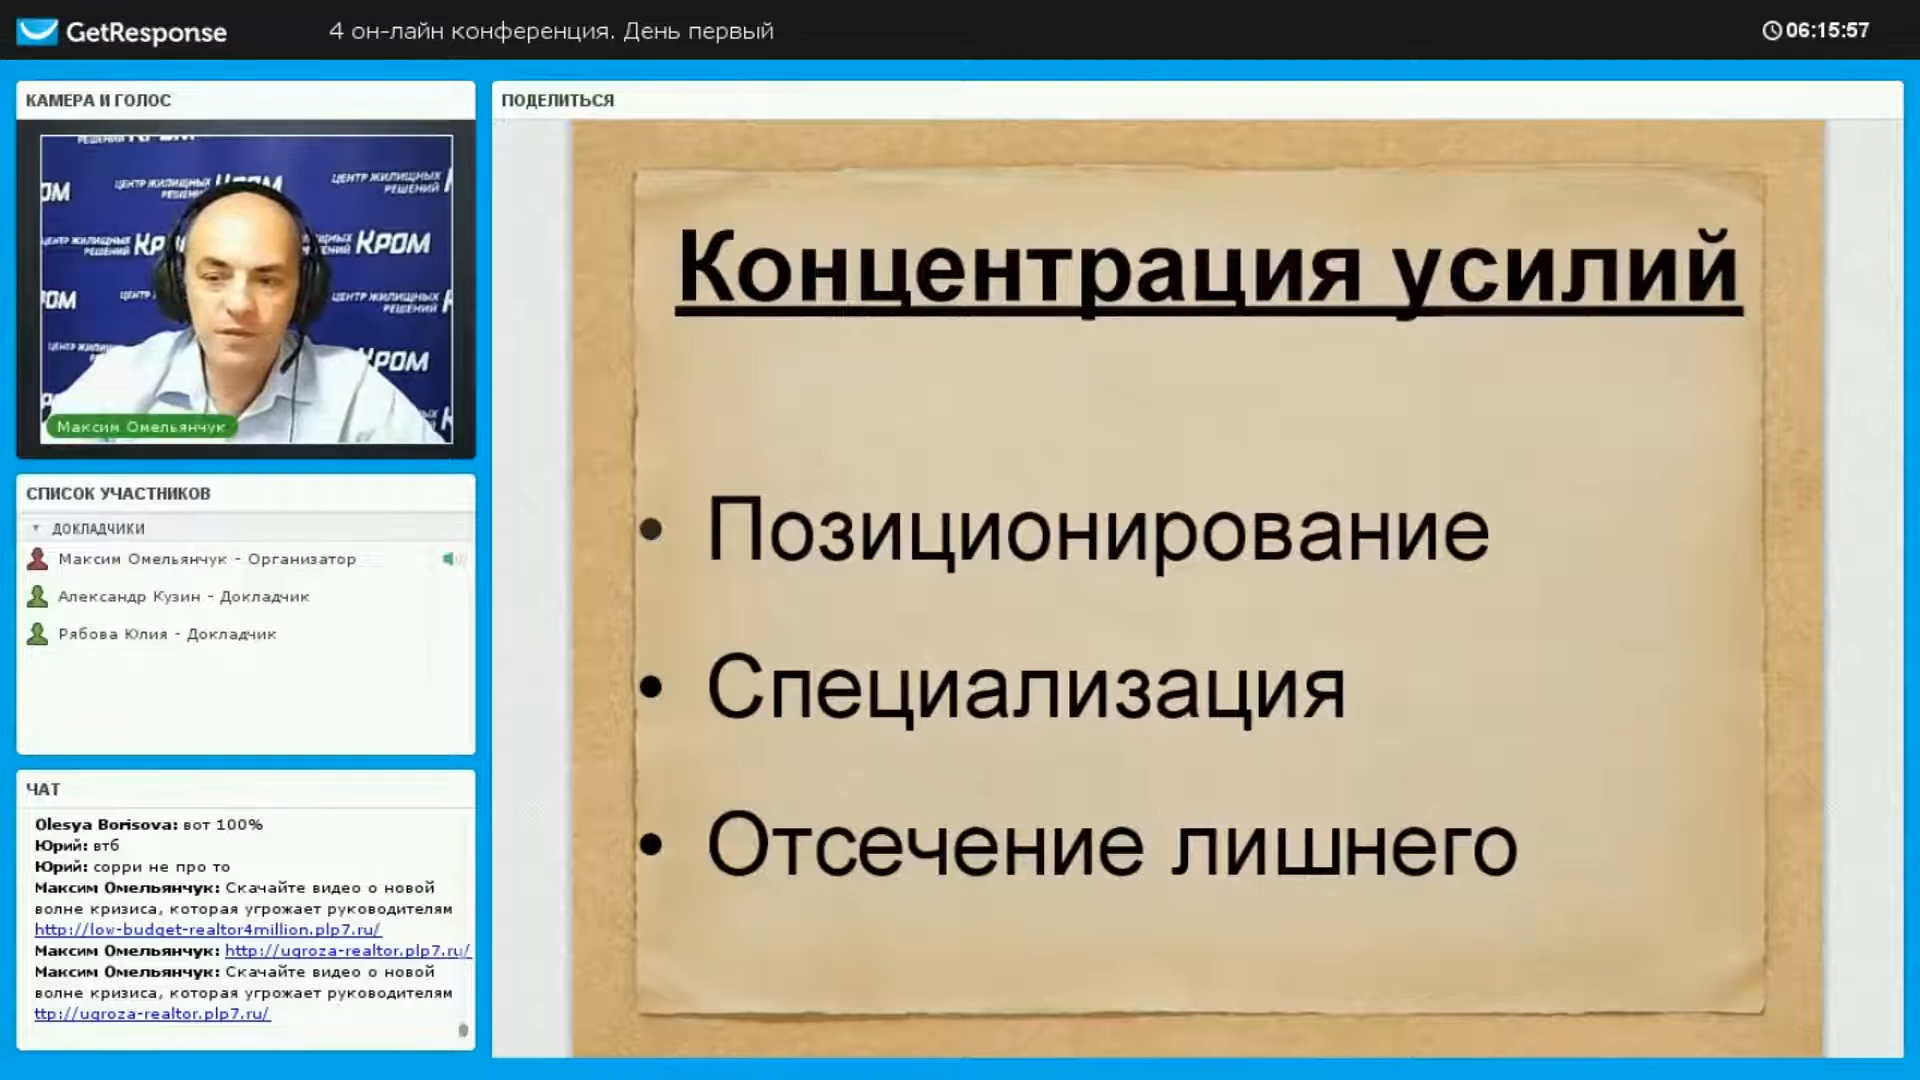 GetResponse
4 он-лайн конференция. День первый
06:15:57
КАМЕРА И ГОЛОС
ЦЕНТР ЖИЛИЩНЫХ
РЕШЕНИЙ
КРОМ
Максим Омельянчук
СПИСОК УЧАСТНИКОВ
ДОКЛАДЧИКИ
Максим Омельянчук - Организатор
Александр Кузин - Докладчик
Рябова Юлия - Докладчик
ЧАТ
Olesya Borisova: вот 100%
Юрий: втб
Юрий: сорри не про то
Максим Омельянчук: Скачайте видео о новой
волне кризиса, которая угрожает руководителям
http://low-budget-realtor4million.plp7.ru/
Максим Омельянчук: http://ugroza-realtor.plp7.ru/
Максим Омельянчук: Скачайте видео о новой
волне кризиса, которая угрожает руководителям
ttp://ugroza-realtor.plp7.ru/
ПОДЕЛИТЬСЯ
Концентрация усилий
• Позиционирование
• Специализация
• Отсечение лишнего